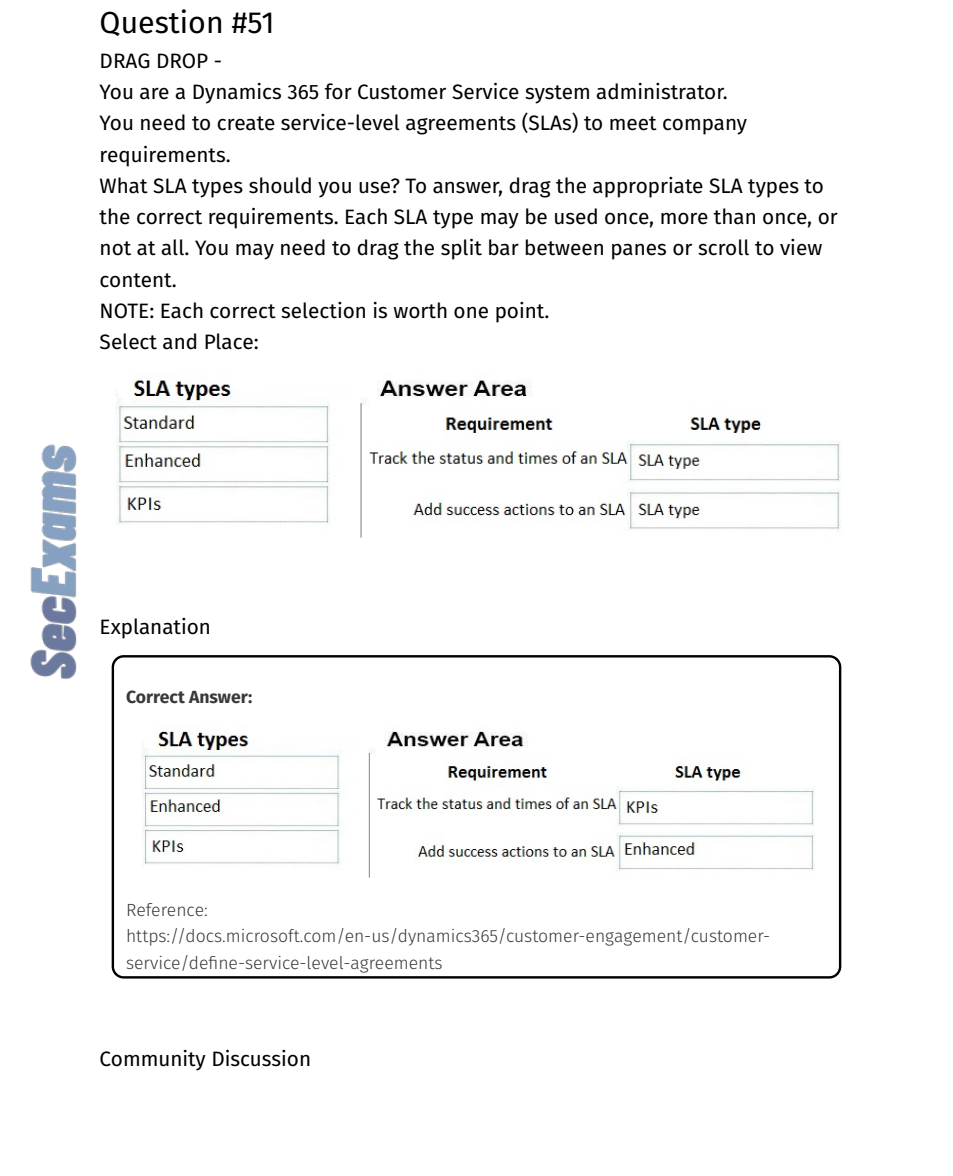 Question #51
DRAG DROP -
You are a Dynamics 365 for Customer Service system administrator.
You need to create service-level agreements (SLAs) to meet company
requirements.
What SLA types should you use? To answer, drag the appropriate SLA types to
the correct requirements. Each SLA type may be used once, more than once, or
not at all. You may need to drag the split bar between panes or scroll to view
content.
NOTE: Each correct selection is worth one point.
Select and Place:
SLA types
Standard
Enhanced
KPIs
Answer Area
Requirement SLA type
Track the status and times of an SLA SLA type
Add success actions to an SLA SLA type
SecExams
Explanation
Correct Answer:
SLA types
Standard
Enhanced
KPIs
Answer Area
Requirement SLA type
Track the status and times of an SLA KPIs
Add success actions to an SLA Enhanced
Reference:
https://docs.microsoft.com/en-us/dynamics365/customer-engagement/customer-
service/define-service-level-agreements
Community Discussion